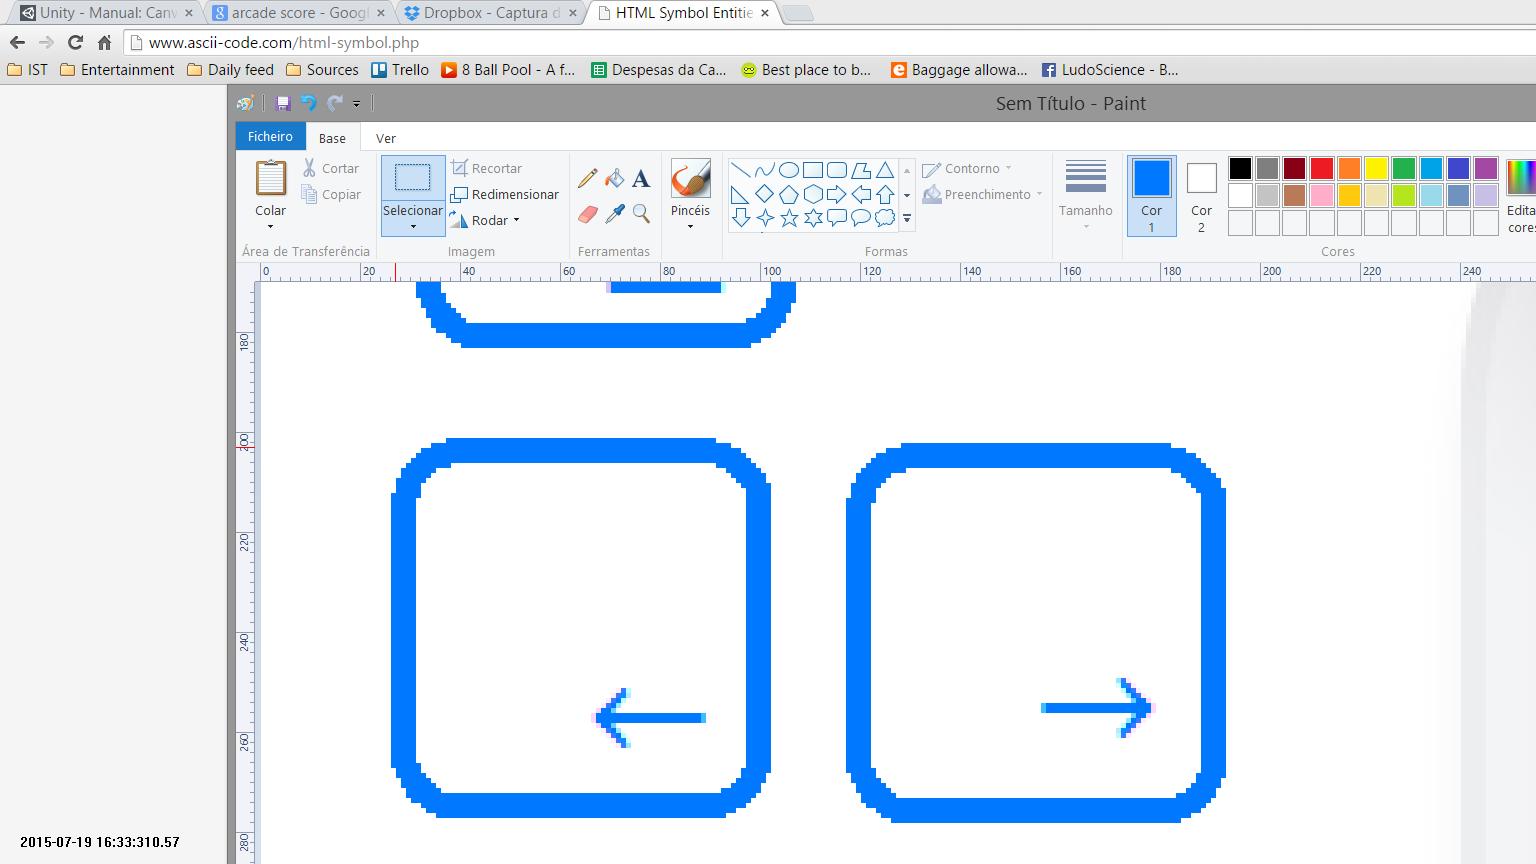 Unity - Manual: Can
arcade score - Goog
Dropbox - Captura d
HTML Symbol Entitie
www.ascii-code.com/html-symbol.php
IST Entertainment Daily feed Sources Trello 8 Ball Pool - A f... Despesas da Ca... Best place to b... Baggage allowa... LudoScience - B...
Sem Título - Paint
Ficheiro Base Ver
Cortar
Copiar
Colar
Área de Transferência
Selecionar
Recortar
Redimensionar
Rodar
Imagem
A
Ferramentas
Pincéis
Contorno
Preenchimento
Formas
Tamanho
Cor
1
Cor
2
Edita
cores
Cores
0 20 40 60 80 100 120 140 160 180 200 220 240
180
200
220
240
260
280
2015-07-19 16:33:310.57